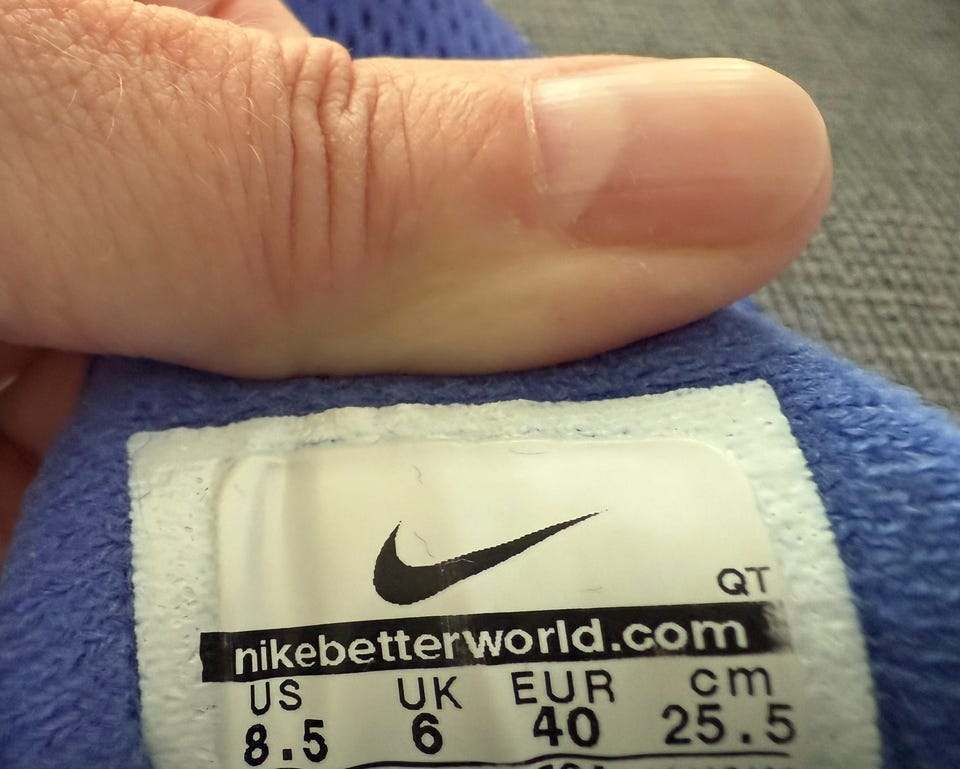 QT
nikebetterworld.com
US UK EUR cm
8.5 6 40 25.5